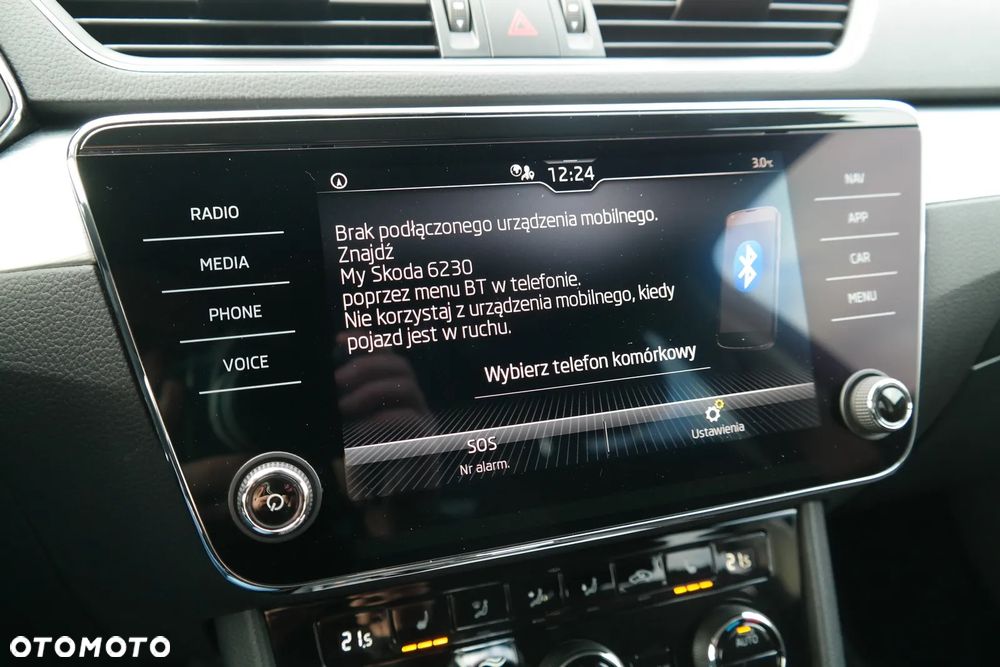 12:24
3.0°C
RADIO
MEDIA
PHONE
VOICE
Brak podłączonego urządzenia mobilnego.
Znajdź
My Skoda 6230
poprzez menu BT w telefonie.
Nie korzystaj z urządzenia mobilnego, kiedy
pojazd jest w ruchu.
Wybierz telefon komórkowy
SOS
Nr alarm.
Ustawienia
NAV
APP
CAR
MENU
21.5
21.5
AUTO
OTOMOTO